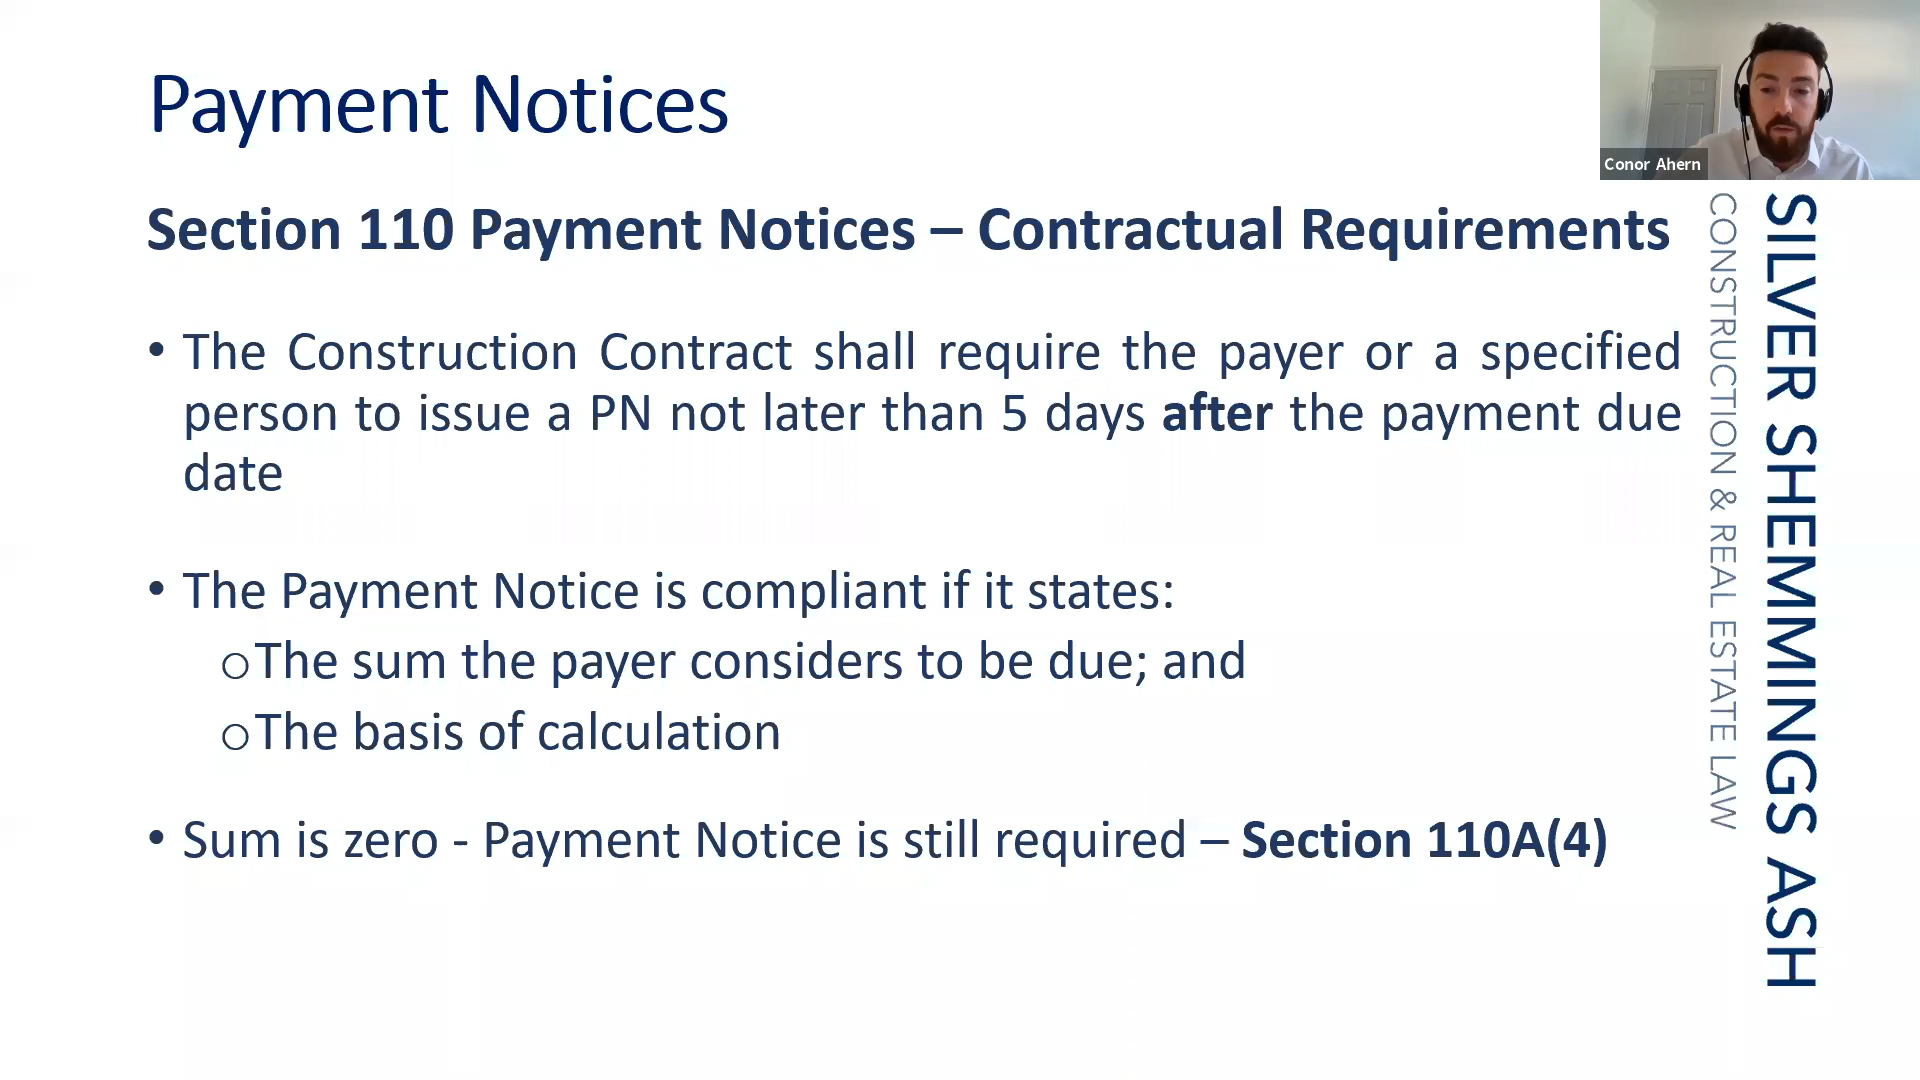 Payment Notices
Conor Ahern
Section 110 Payment Notices – Contractual Requirements
• The Construction Contract shall require the payer or a specified
person to issue a PN not later than 5 days after the payment due
date
• The Payment Notice is compliant if it states:
o The sum the payer considers to be due; and
o The basis of calculation
• Sum is zero - Payment Notice is still required – Section 110A(4)
SILVER SHEMMINGS ASH
CONSTRUCTION & REAL ESTATE LAW